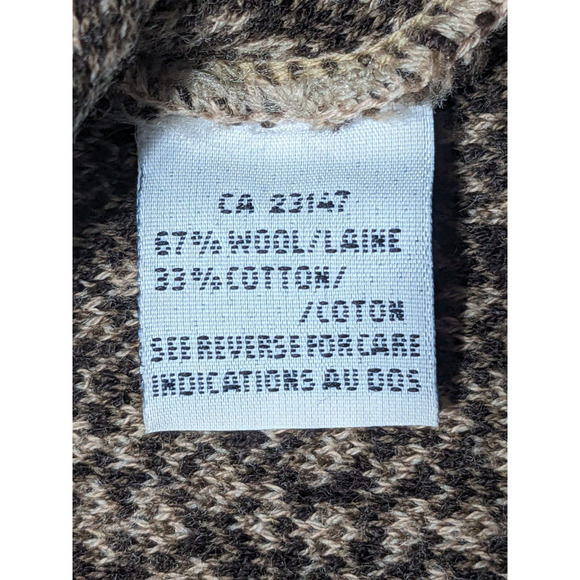 CA 23147
67% WOOL/LAINE
33% COTTON/
/COTON
SEE REVERSE FOR CARE
INDICATIONS AU DOS